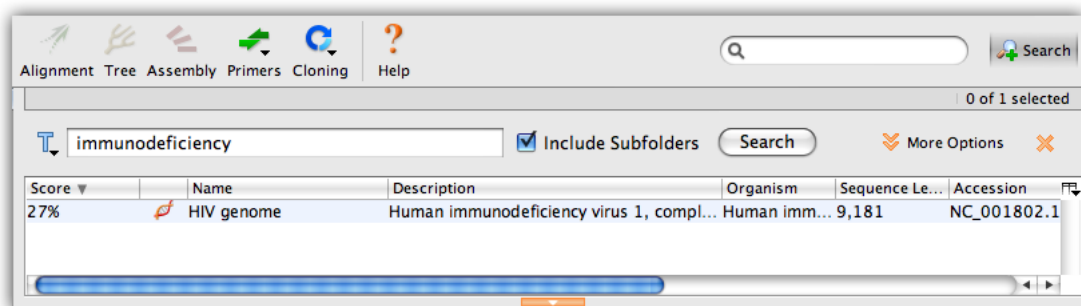 Alignment Tree Assembly Primers Cloning Help Search
0 of 1 selected
immunodeficiency Include Subfolders Search More Options
Score Name Description Organism Sequence Le... Accession
27% HIV genome Human immunodeficiency virus 1, compl... Human imm... 9,181 NC_001802.1